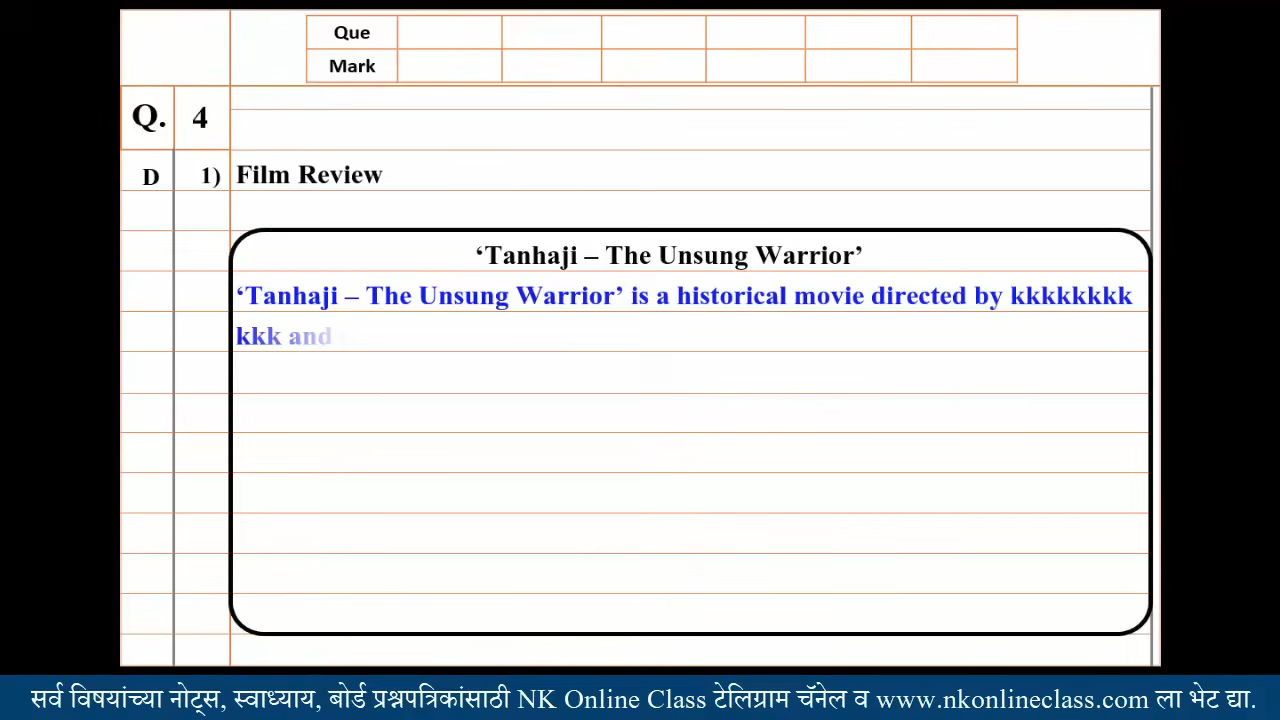 Que
Mark
Q. 4
D 1) Film Review
‘Tanhaji – The Unsung Warrior’
‘Tanhaji – The Unsung Warrior’ is a historical movie directed by kkkkkkkk
kkk and
सर्व विषयांच्या नोट्स, स्वाध्याय, बोर्ड प्रश्नपत्रिकांसाठी NK Online Class टेलिग्राम चॅनेल व www.nkonlineclass.com ला भेट द्या.